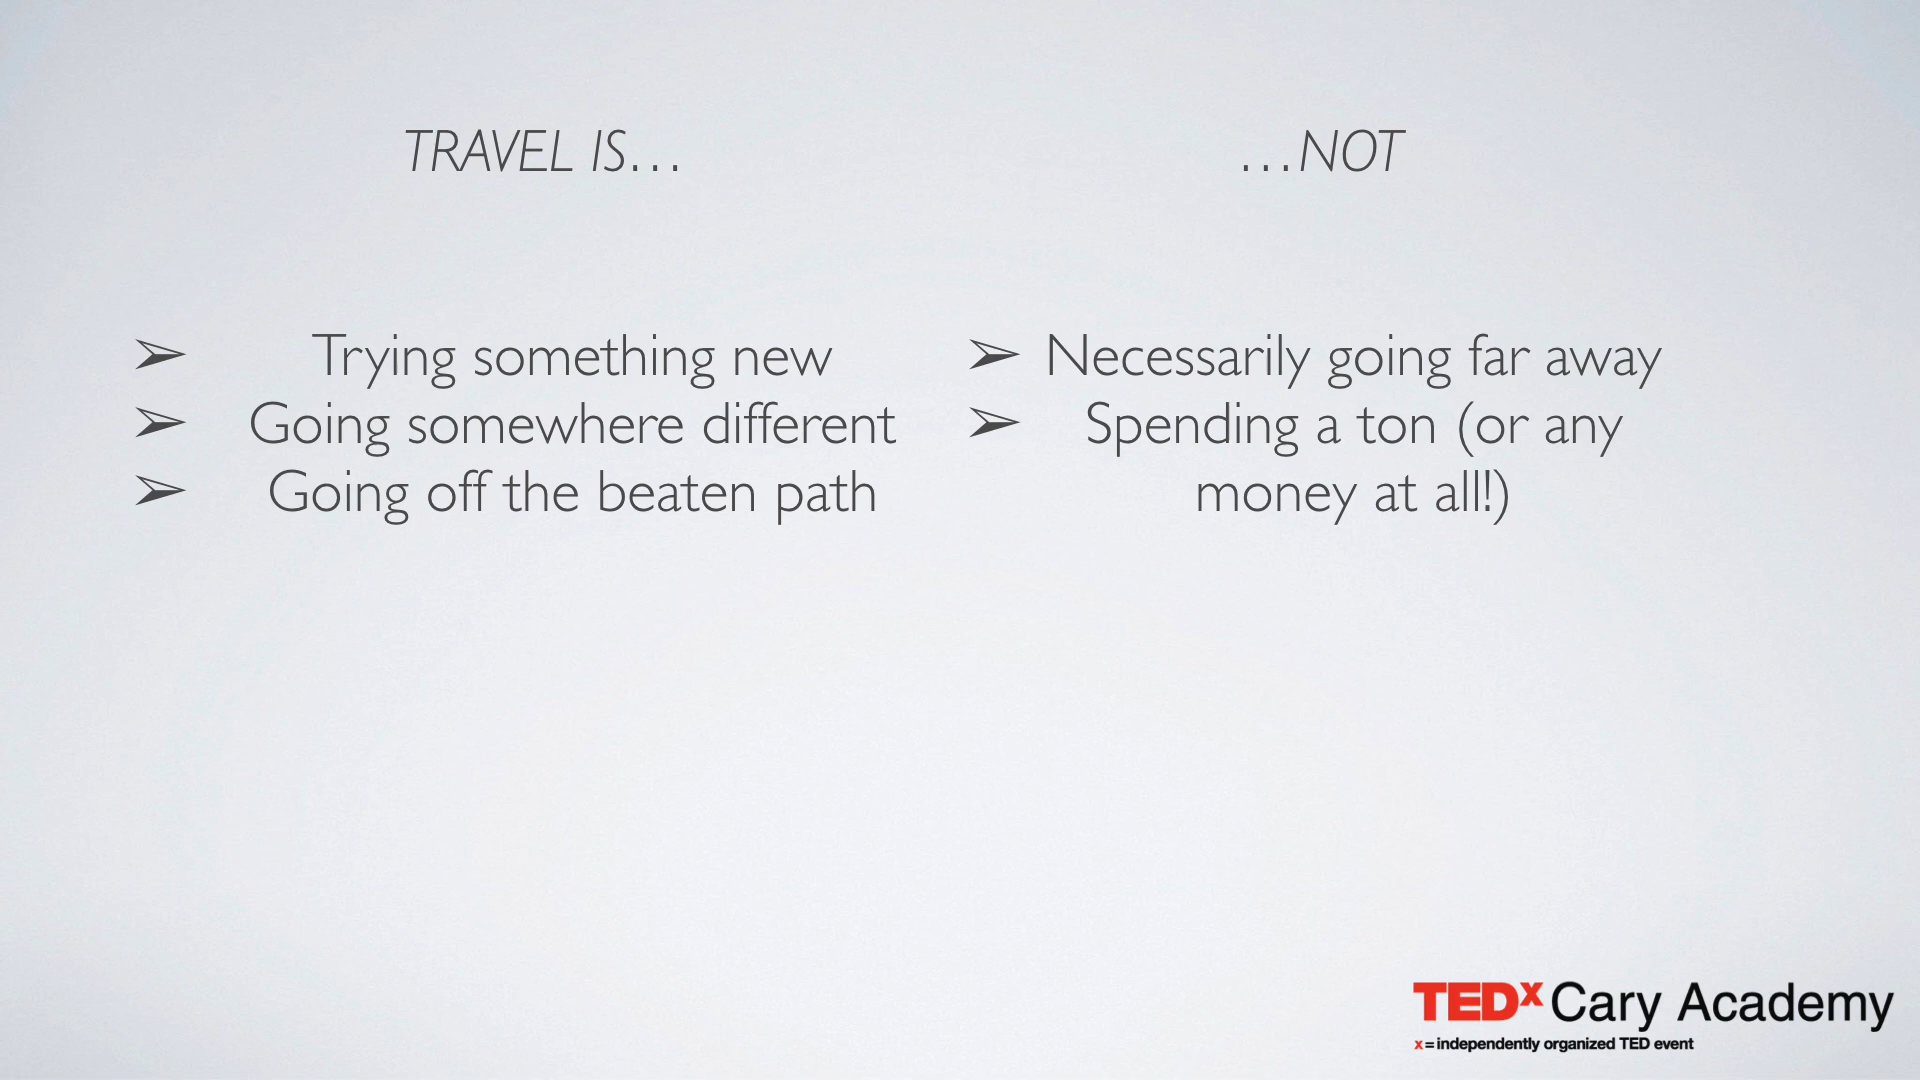 TRAVEL IS…
➢ Trying something new
➢ Going somewhere different
➢ Going off the beaten path
…NOT
➢ Necessarily going far away
➢ Spending a ton (or any
money at all!)
TEDx Cary Academy
x = independently organized TED event